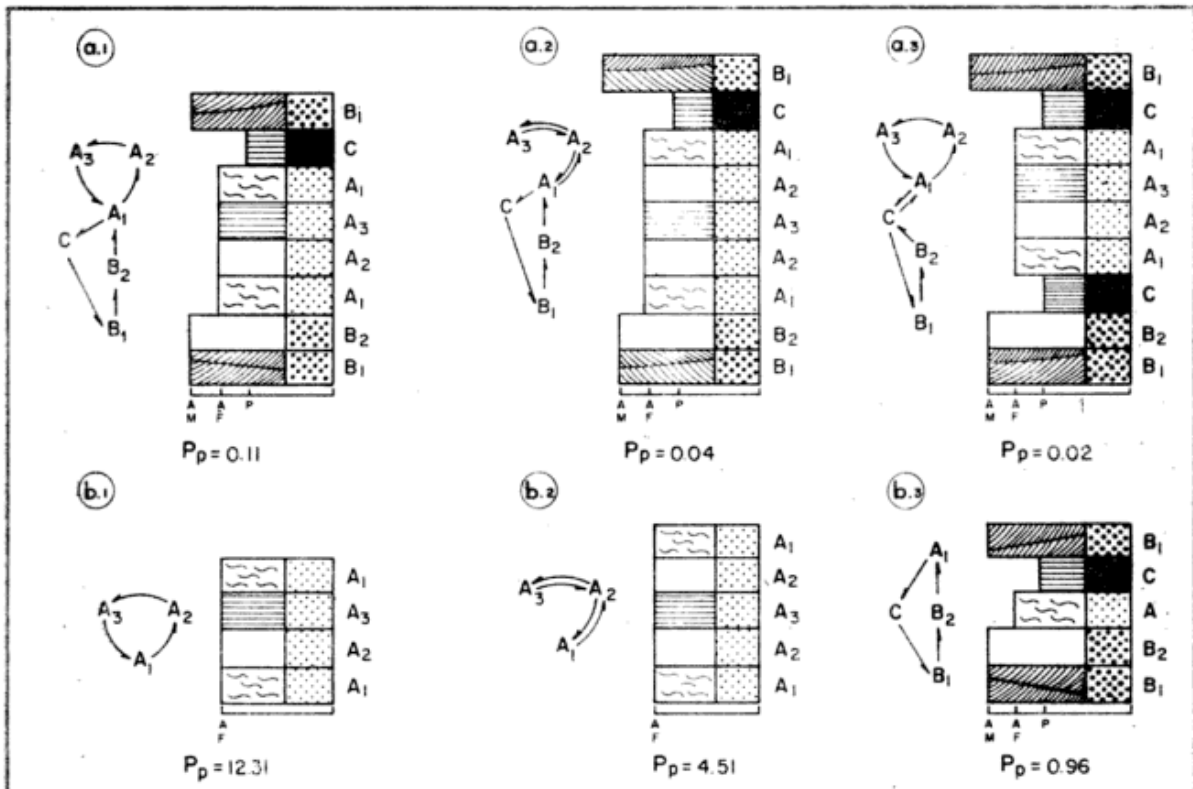 a.1
A₃ A₂
A₁
C
B₂
B₁
B₁
C
A₁
A₃
A₂
A₁
B₂
B₁
A M
A F
P
Pp = 0.11
a.2
A₃ A₂
A₁
C
B₂
B₁
B₁
C
A₁
A₂
A₃
A₂
A₁
B₂
B₁
A M
A F
P
Pp = 0.04
a.3
A₃ A₂
A₁
C
B₂
B₁
B₁
C
A₁
A₃
A₂
A₁
C
B₂
B₁
A M
A F
P
Pp = 0.02
b.1
A₃ A₂
A₁
A₁
A₃
A₂
A₁
A F
Pp = 12.31
b.2
A₃ A₂
A₁
A₁
A₂
A₃
A₂
A₁
A F
Pp = 4.51
b.3
A₁
C B₂
B₁
B₁
C
A
B₂
B₁
A M
A F
P
Pp = 0.96